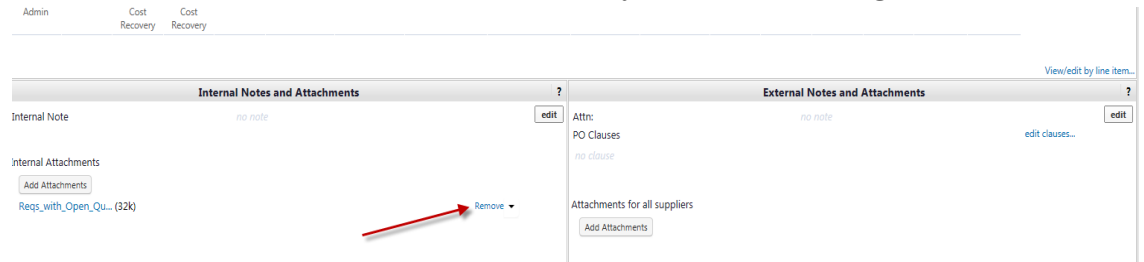 Admin Cost Cost
Recovery Recovery
View/edit by line item...
Internal Notes and Attachments ? External Notes and Attachments ?
Internal Note no note edit Attn: no note edit
PO Clauses edit clauses...
no clause
Internal Attachments
Add Attachments
Reqs_with_Open_Qu... (32k) Remove Attachments for all suppliers
Add Attachments